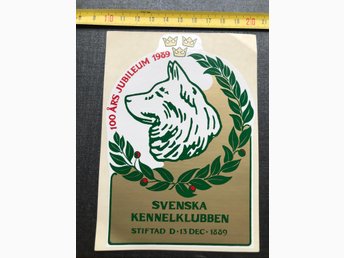 100 ÅRS JUBILEUM 1989
SVENSKA
KENNELKLUBBEN
STIFTAD D·13 DEC·1889